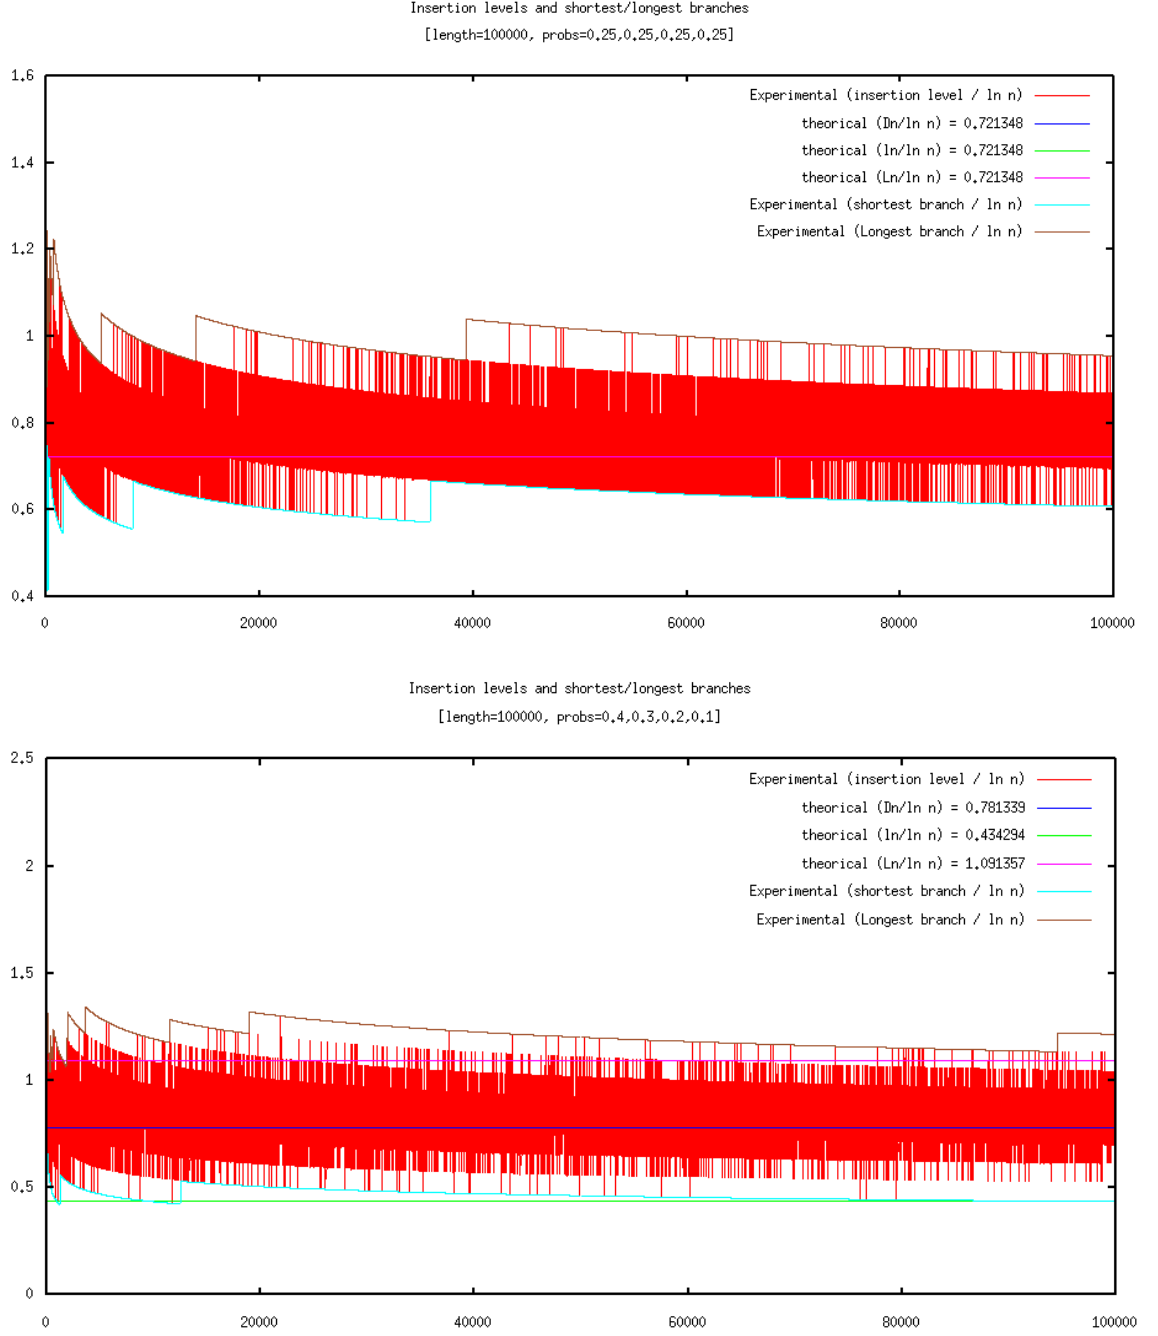 Insertion levels and shortest/longest branches
[length=100000, probs=0.25,0.25,0.25,0.25]
1.6
1.4
1.2
1
0.8
0.6
0.4
Experimental (insertion level / ln n)
theorical (Dn/ln n) = 0.721348
theorical (ln/ln n) = 0.721348
theorical (Ln/ln n) = 0.721348
Experimental (shortest branch / ln n)
Experimental (Longest branch / ln n)
0 20000 40000 60000 80000 100000
Insertion levels and shortest/longest branches
[length=100000, probs=0.4,0.3,0.2,0.1]
2.5
2
1.5
1
0.5
0
Experimental (insertion level / ln n)
theorical (Dn/ln n) = 0.781339
theorical (ln/ln n) = 0.434294
theorical (Ln/ln n) = 1.091357
Experimental (shortest branch / ln n)
Experimental (Longest branch / ln n)
0 20000 40000 60000 80000 100000